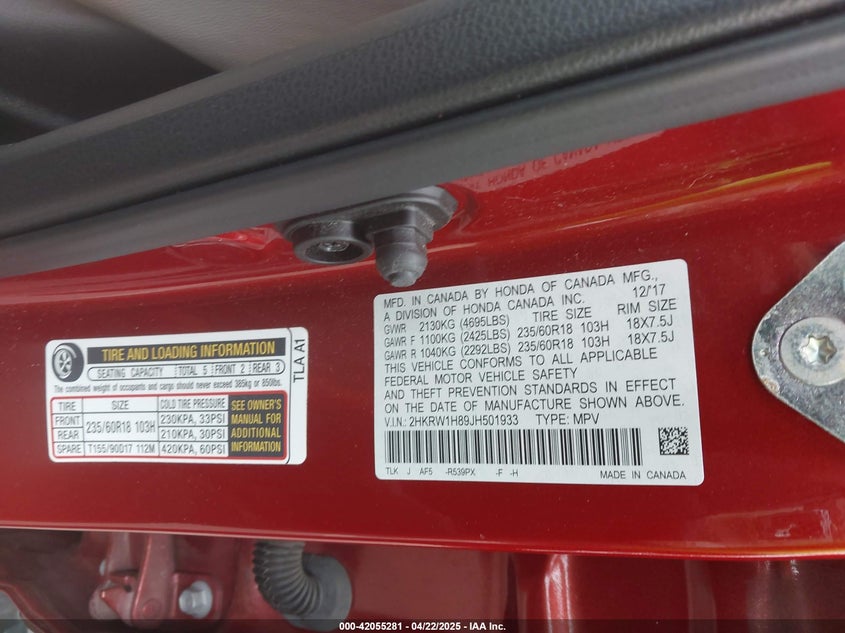 MFD. IN CANADA BY HONDA OF CANADA MFG.,
A DIVISION OF HONDA CANADA INC. 12/17
GWWR 2130KG (4695LBS) TIRE SIZE RIM SIZE
GAWR F 1100KG (2425LBS) 235/60R18 103H 18X7.5J
GAWR R 1040KG (2292LBS) 235/60R18 103H 18X7.5J
THIS VEHICLE CONFORMS TO ALL APPLICABLE
FEDERAL MOTOR VEHICLE SAFETY
AND THEFT PREVENTION STANDARDS IN EFFECT
ON THE DATE OF MANUFACTURE SHOWN ABOVE.
V.I.N.: 2HKRW1H89JH501933 TYPE: MPV
TLK J AF5 -R539PX -F -H MADE IN CANADA
TIRE AND LOADING INFORMATION
SEATING CAPACITY TOTAL 5 FRONT 2 REAR 3
The combined weight of occupants and cargo should never exceed 385kg or 850lbs.
TIRE SIZE COLD TIRE PRESSURE SEE OWNER'S MANUAL FOR ADDITIONAL INFORMATION
FRONT 235/60R18 103H 230KPA, 33PSI
REAR 210KPA, 30PSI
SPARE T155/90D17 112M 420KPA, 60PSI
TLA A1
000-42055281 - 04/22/2025 - IAA Inc.